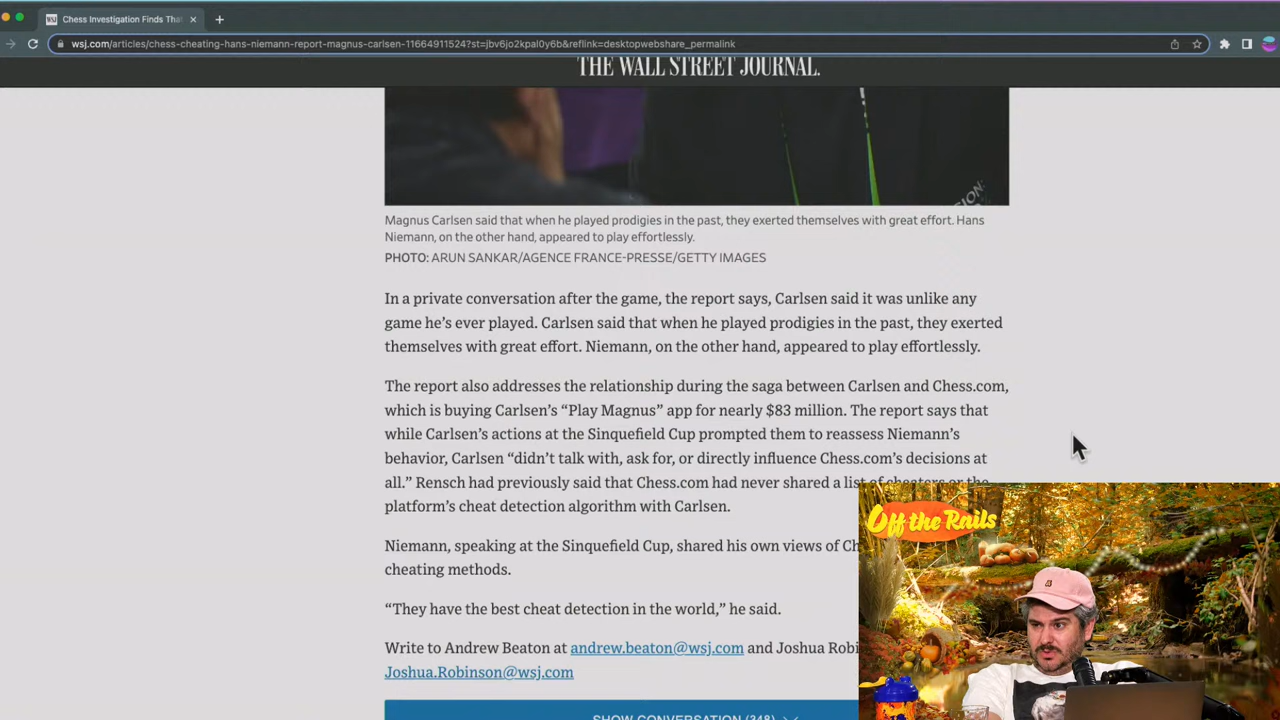 Chess Investigation Finds Tha
wsj.com/articles/chess-cheating-hans-niemann-report-magnus-carlsen-11664911524?st=jbv6jo2kpal0y6b&reflink=desktopwebshare_permalink
THE WALL STREET JOURNAL.
Magnus Carlsen said that when he played prodigies in the past, they exerted themselves with great effort. Hans
Niemann, on the other hand, appeared to play effortlessly.
PHOTO: ARUN SANKAR/AGENCE FRANCE-PRESSE/GETTY IMAGES
In a private conversation after the game, the report says, Carlsen said it was unlike any
game he’s ever played. Carlsen said that when he played prodigies in the past, they exerted
themselves with great effort. Niemann, on the other hand, appeared to play effortlessly.
The report also addresses the relationship during the saga between Carlsen and Chess.com,
which is buying Carlsen’s “Play Magnus” app for nearly $83 million. The report says that
while Carlsen’s actions at the Sinquefield Cup prompted them to reassess Niemann’s
behavior, Carlsen “didn’t talk with, ask for, or directly influence Chess.com’s decisions at
all.” Rensch had previously said that Chess.com had never shared a list of cheaters or the
platform’s cheat detection algorithm with Carlsen.
Niemann, speaking at the Sinquefield Cup, shared his own views of Ch
cheating methods.
“They have the best cheat detection in the world,” he said.
Write to Andrew Beaton at andrew.beaton@wsj.com and Joshua Robi
Joshua.Robinson@wsj.com
SHOW CONVERSATION (348)
Off the Rails